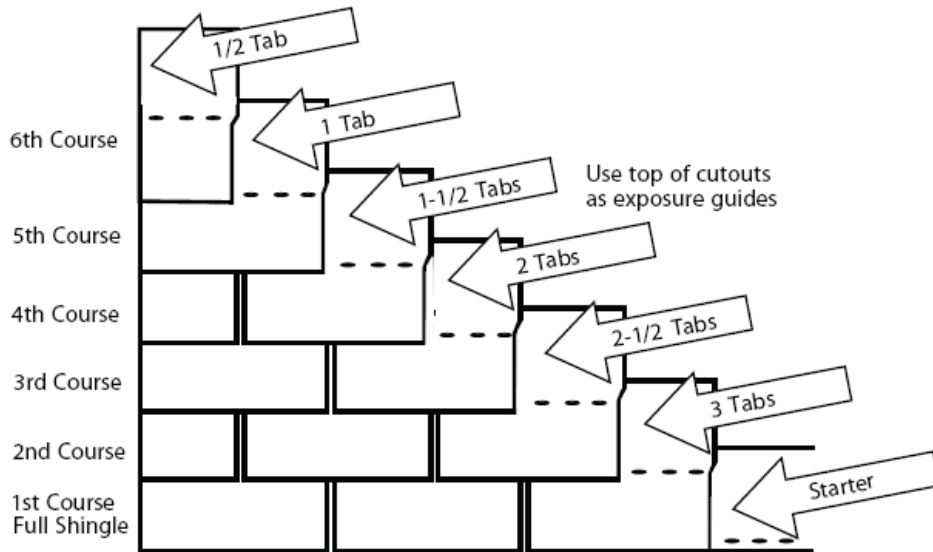 1/2 Tab
1 Tab
6th Course
1-1/2 Tabs
Use top of cutouts
as exposure guides
5th Course
2 Tabs
4th Course
2-1/2 Tabs
3rd Course
3 Tabs
2nd Course
Starter
1st Course
Full Shingle